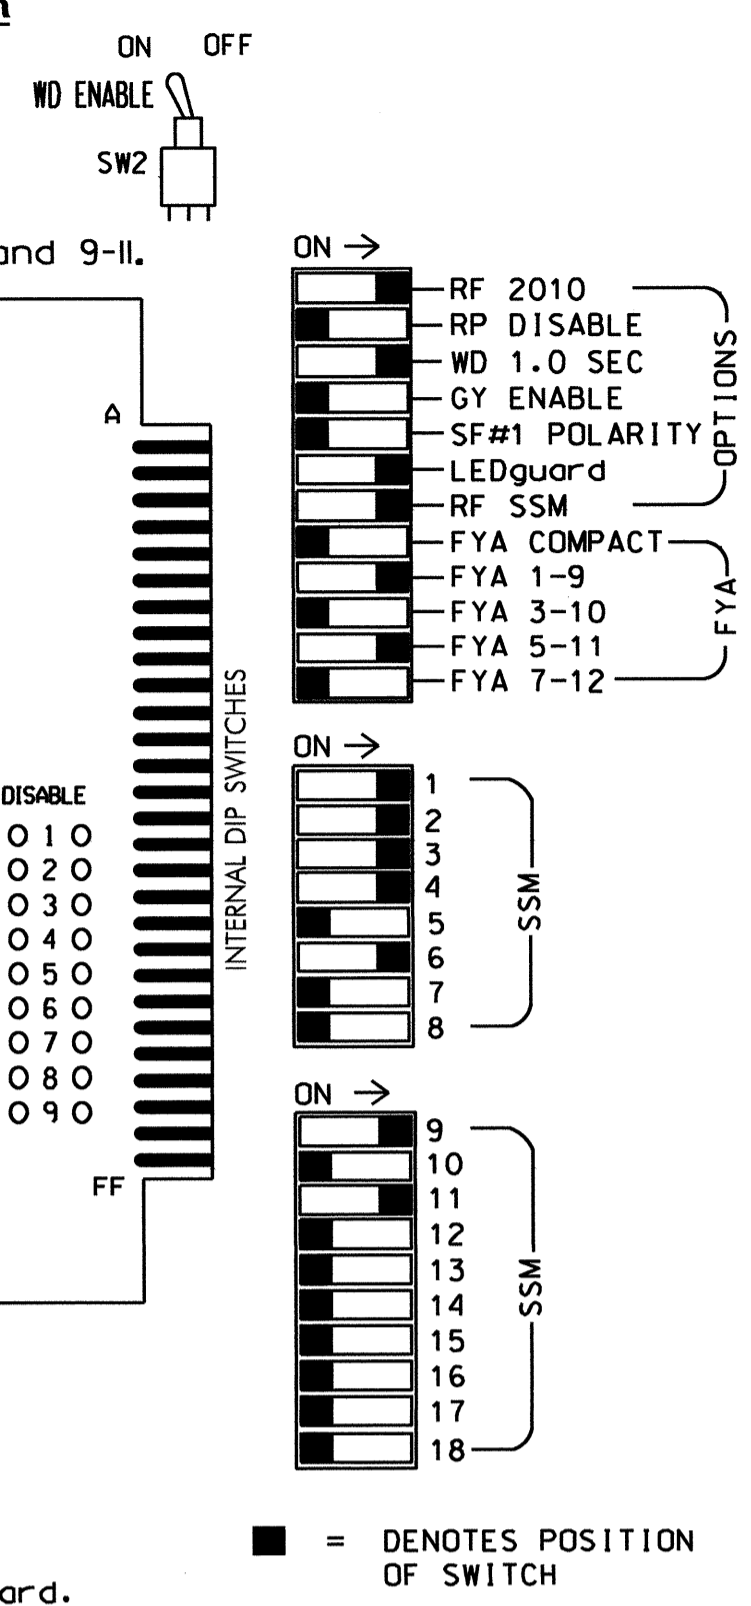 n
ON OFF
WD ENABLE
SW2
and 9-11.
ON →
RF 2010
RP DISABLE
WD 1.0 SEC
GY ENABLE
SF#1 POLARITY
LEDguard
RF SSM
OPTIONS
FYA COMPACT
FYA 1-9
FYA 3-10
FYA 5-11
FYA 7-12
FYA
A
FF
INTERNAL DIP SWITCHES
DISABLE
1
2
3
4
5
6
7
8
9
ON →
1
2
3
4
5
6
7
8
SSM
ON →
9
10
11
12
13
14
15
16
17
18
SSM
= DENOTES POSITION
OF SWITCH
ard.